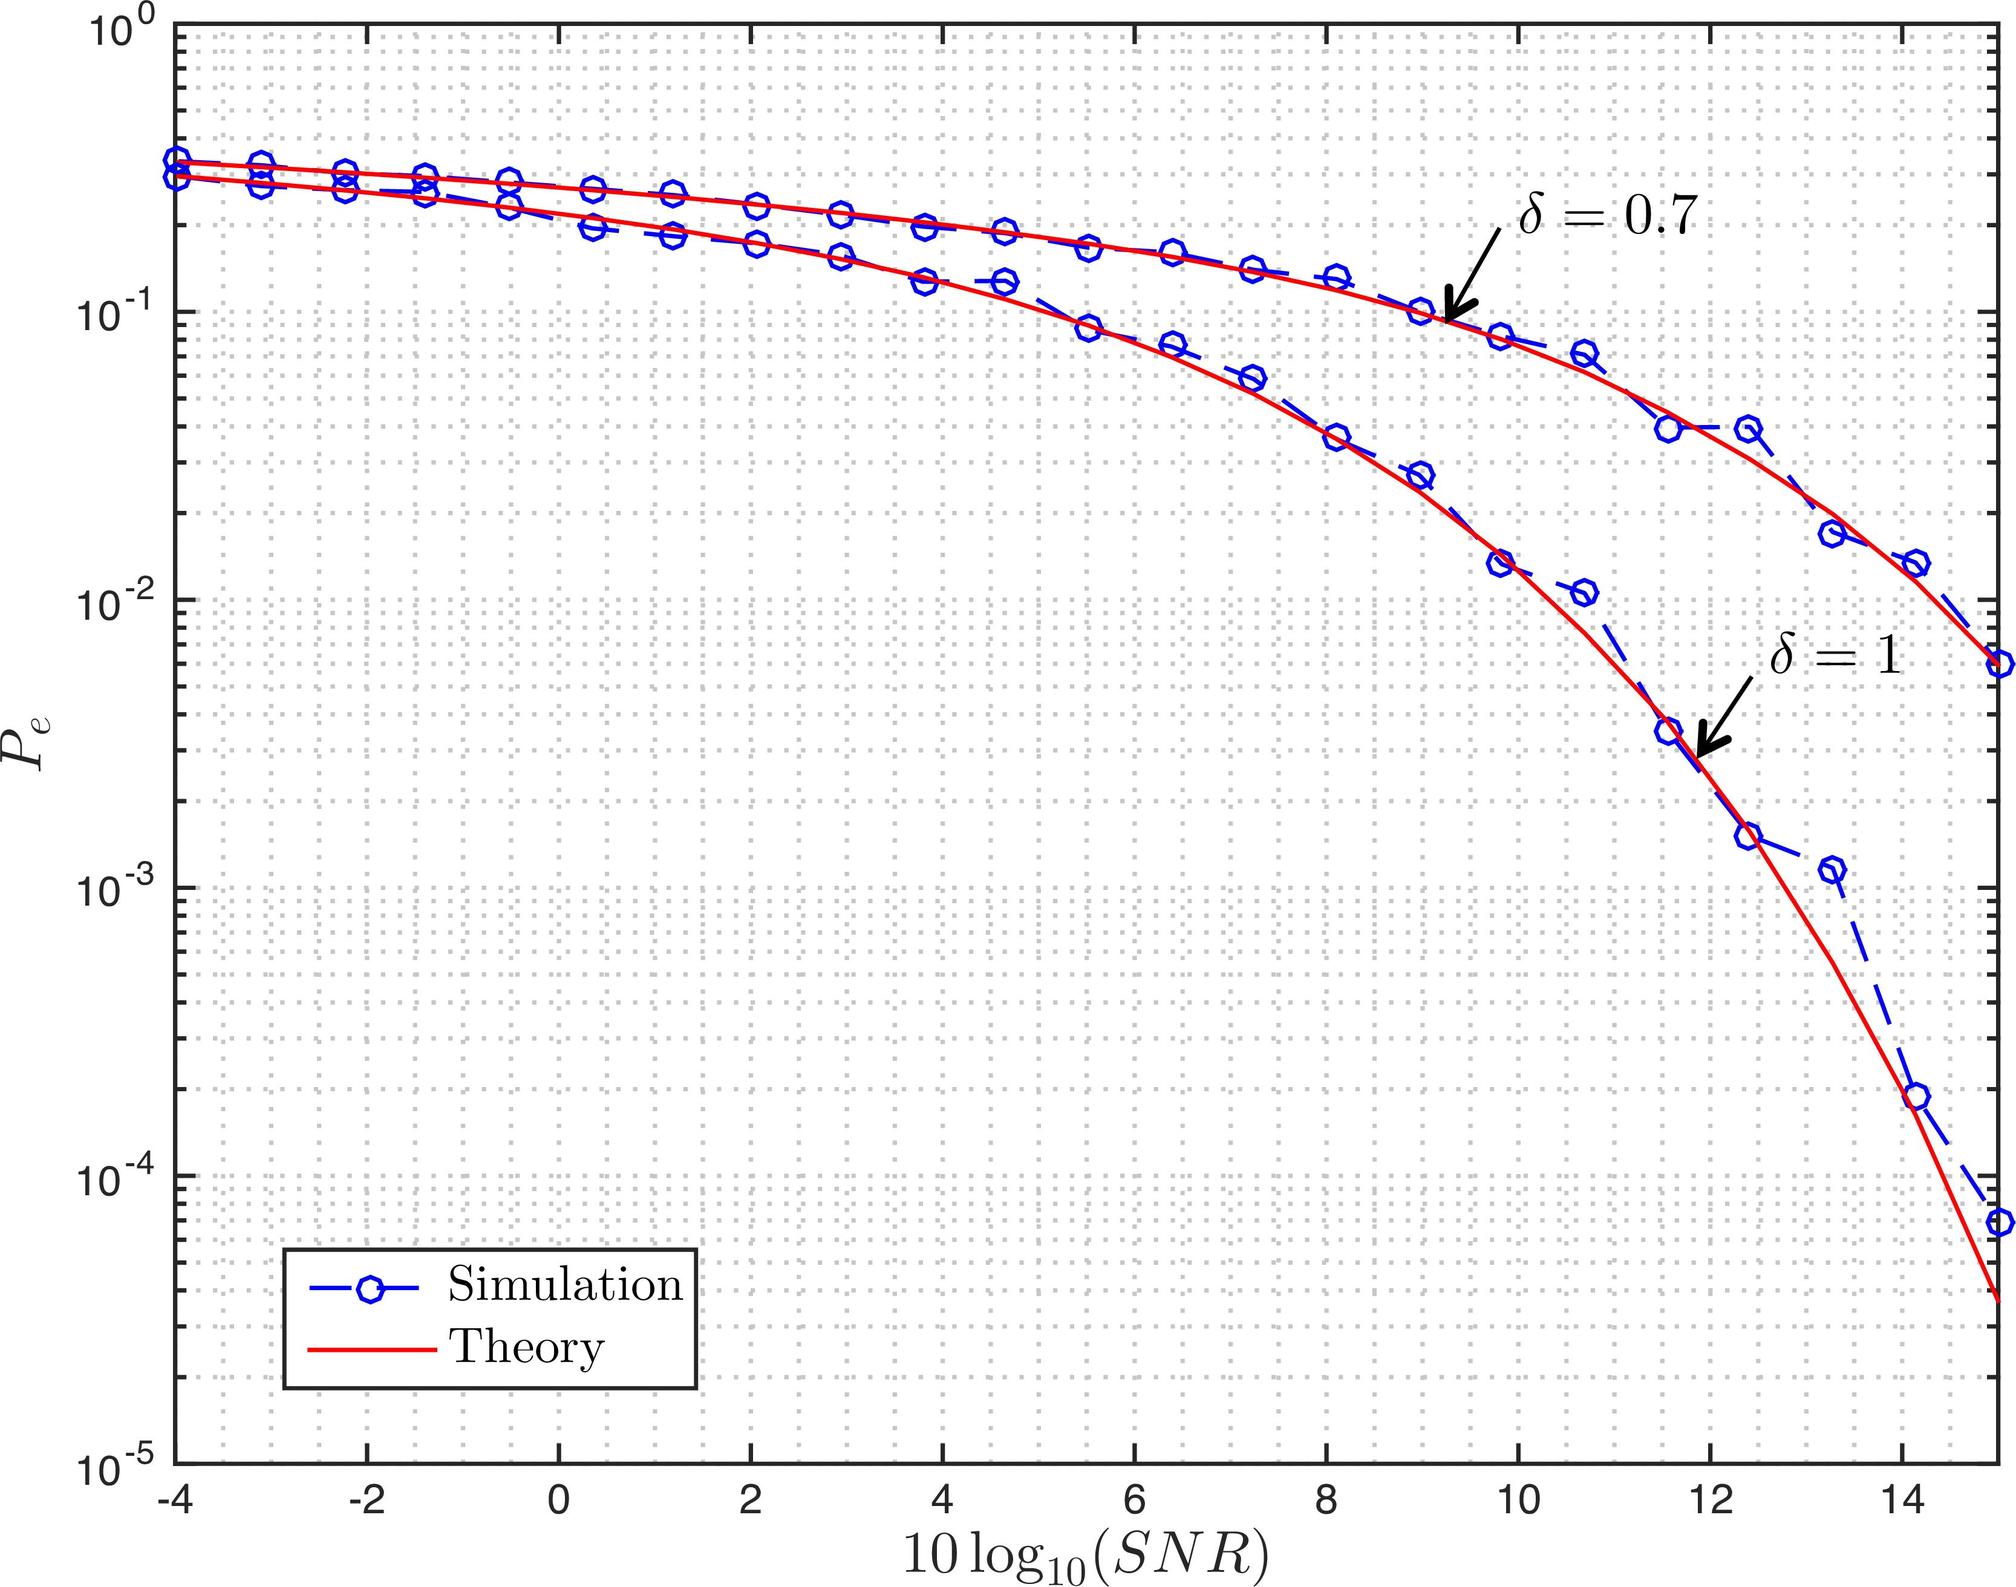 10^0
10^-1
10^-2
10^-3
10^-4
10^-5
P_e
δ = 0.7
δ = 1
Simulation
Theory
-4 -2 0 2 4 6 8 10 12 14
10 log_10(SNR)